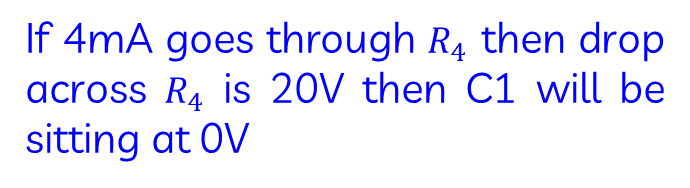 If 4mA goes through R₄ then drop
across R₄ is 20V then C1 will be
sitting at 0V